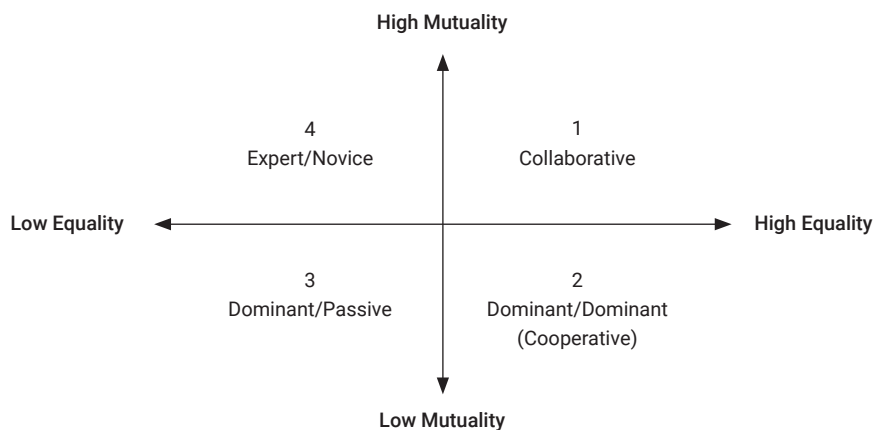 High Mutuality
4
Expert/Novice
1
Collaborative
Low Equality
High Equality
3
Dominant/Passive
2
Dominant/Dominant
(Cooperative)
Low Mutuality